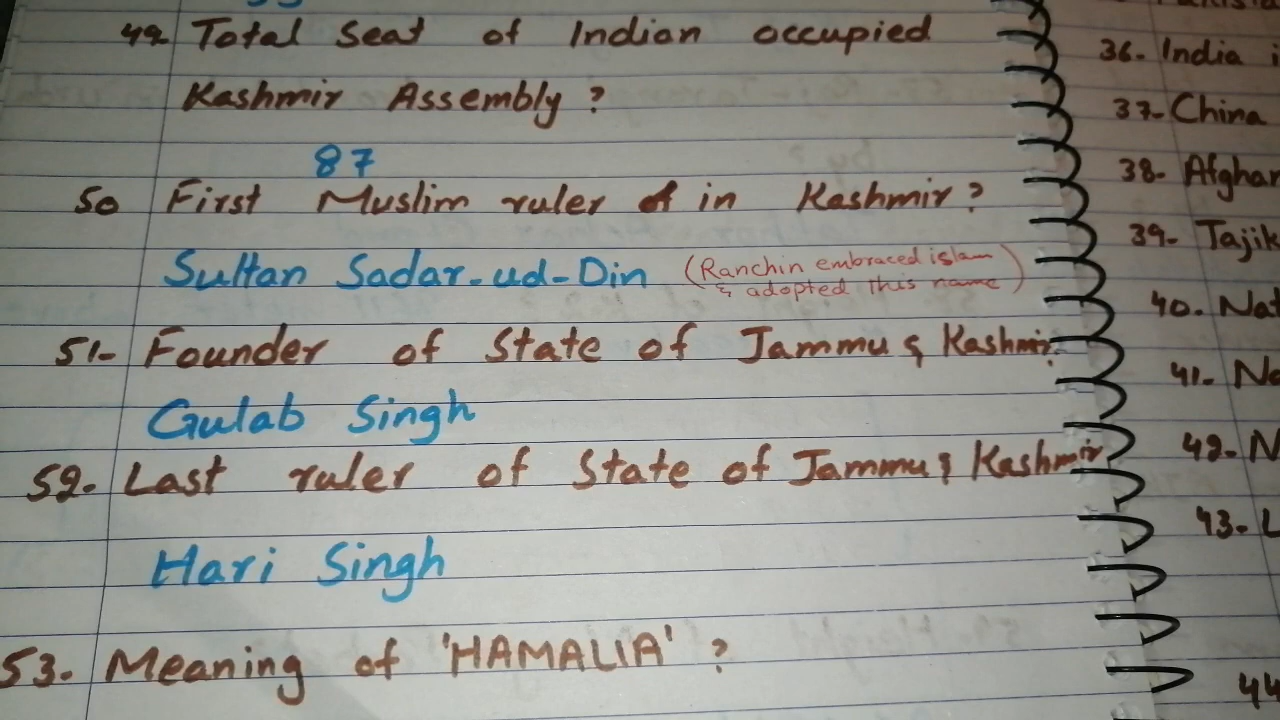 49. Total Seat of Indian occupied
Kashmir Assembly ?
87
50 First Muslim ruler in Kashmir ?
Sultan Sadar-ud-Din (Ranchin embraced islam
& adopted this name)
51- Founder of State of Jammu & Kashmir
Gulab Singh
52. Last ruler of State of Jammu & Kashmir
Hari Singh
53. Meaning of 'HAMALIA' ?
36- India
37- China
38- Afghan
39- Tajik
40. Nat
41- No
42- N
43- L
44